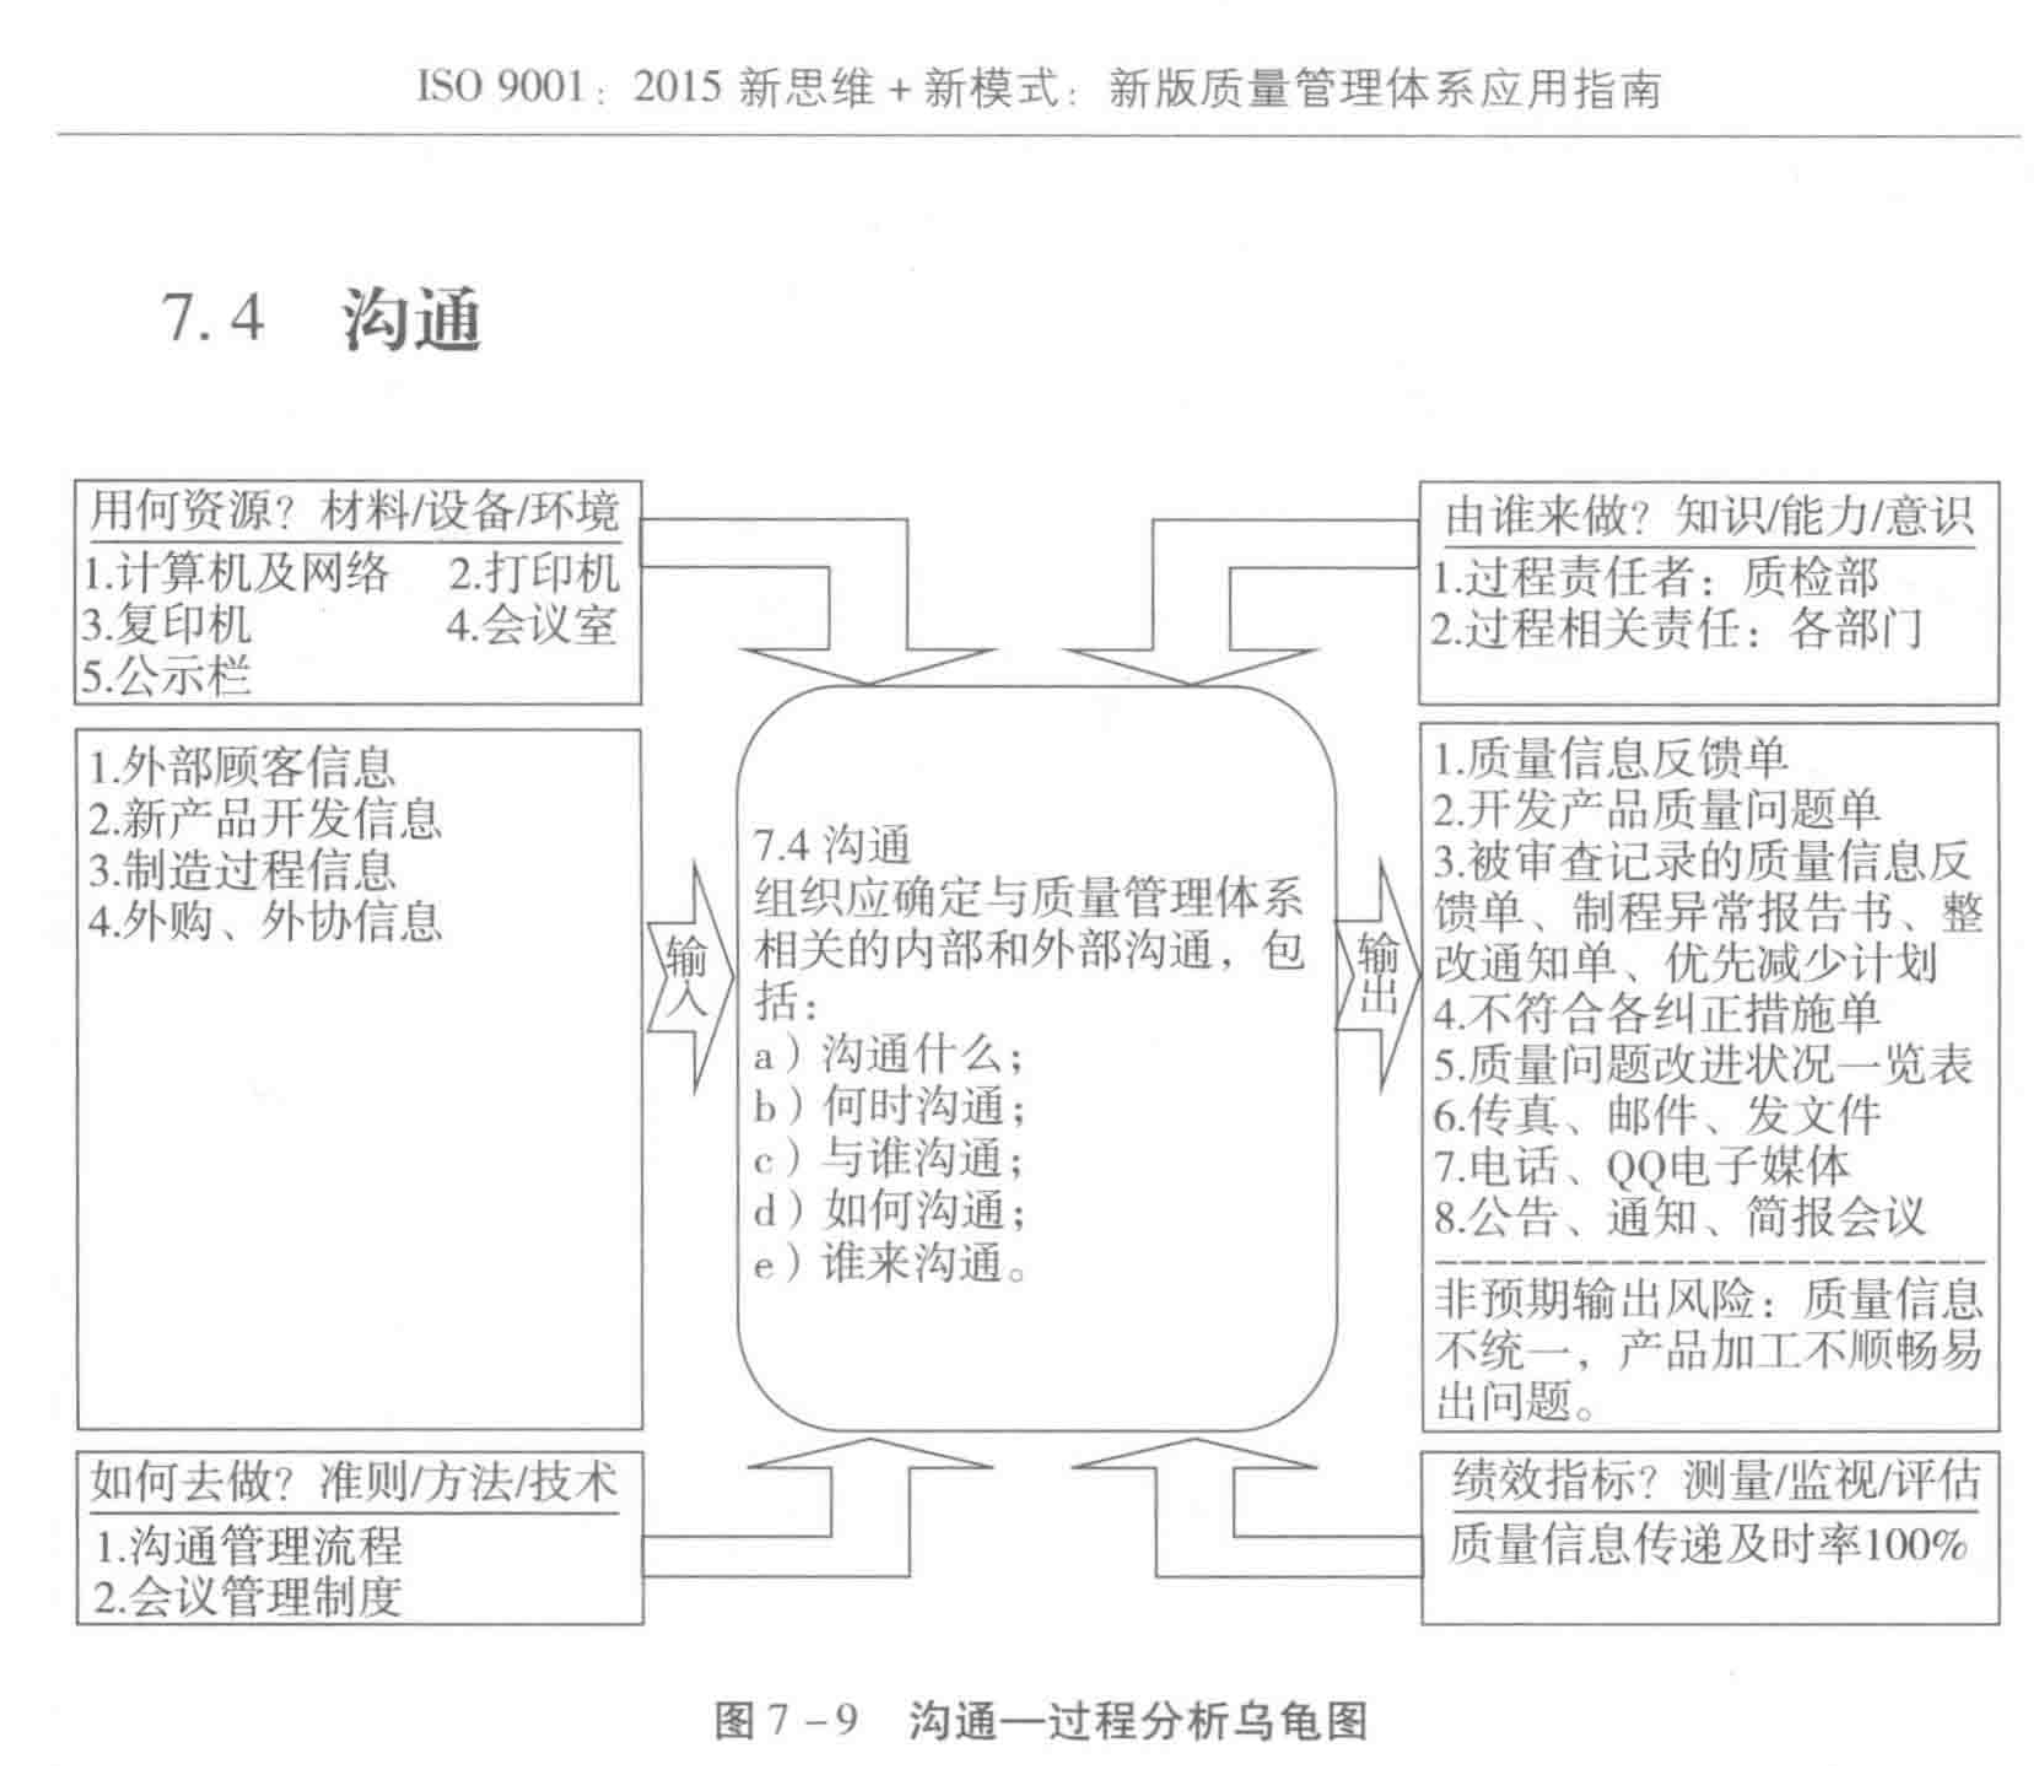 ISO 9001：2015 新思维＋新模式：新版质量管理体系应用指南
7.4 沟通
用何资源？材料/设备/环境
1.计算机及网络 2.打印机
3.复印机 4.会议室
5.公示栏
由谁来做？知识/能力/意识
1.过程责任者：质检部
2.过程相关责任：各部门
1.外部顾客信息
2.新产品开发信息
3.制造过程信息
4.外购、外协信息
输
入
7.4 沟通
组织应确定与质量管理体系
相关的内部和外部沟通，包
括：
a）沟通什么；
b）何时沟通；
c）与谁沟通；
d）如何沟通；
e）谁来沟通。
输
出
1.质量信息反馈单
2.开发产品质量问题单
3.被审查记录的质量信息反
馈单、制程异常报告书、整
改通知单、优先减少计划
4.不符合各纠正措施单
5.质量问题改进状况一览表
6.传真、邮件、发文件
7.电话、QQ电子媒体
8.公告、通知、简报会议
非预期输出风险：质量信息
不统一，产品加工不顺畅易
出问题。
如何去做？准则/方法/技术
1.沟通管理流程
2.会议管理制度
绩效指标？测量/监视/评估
质量信息传递及时率100%
图 7－9 沟通—过程分析乌龟图